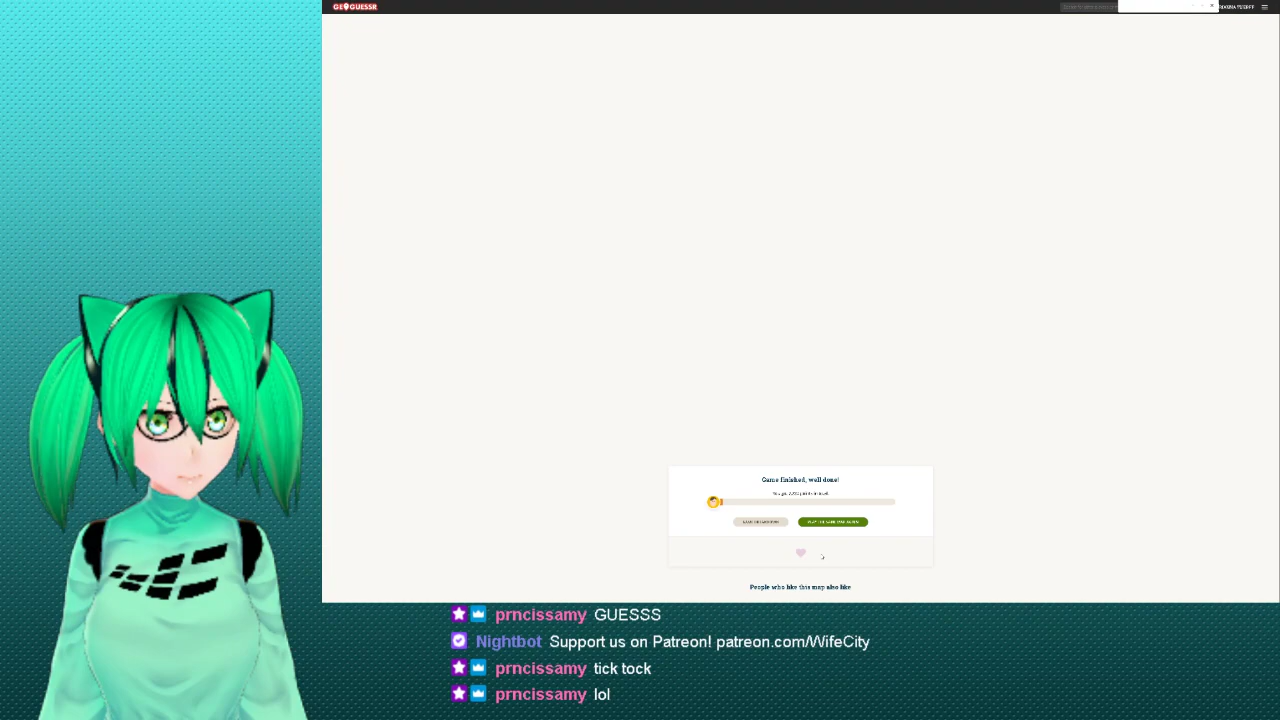 GEOGUESSR
Game finished, well done!
People who like this map also like
prncissamy GUESSS
Nightbot Support us on Patreon! patreon.com/WifeCity
prncissamy tick tock
prncissamy lol